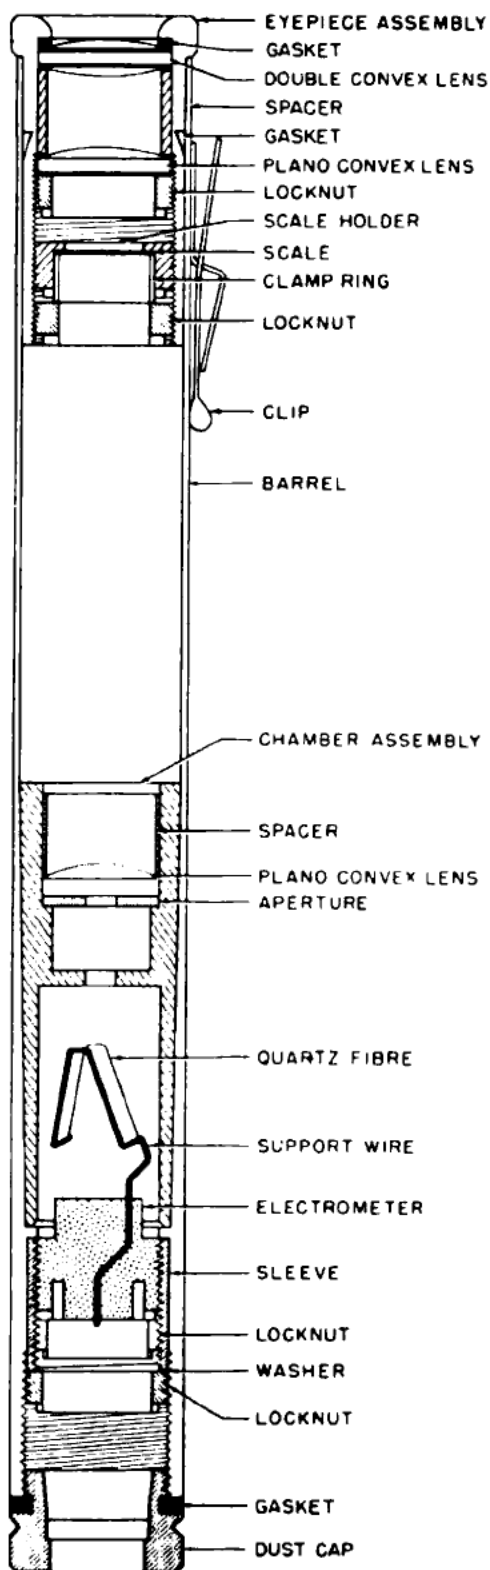 EYEPIECE ASSEMBLY
GASKET
DOUBLE CONVEX LENS
SPACER
GASKET
PLANO CONVEX LENS
LOCKNUT
SCALE HOLDER
SCALE
CLAMP RING
LOCKNUT
CLIP
BARREL
CHAMBER ASSEMBLY
SPACER
PLANO CONVEX LENS
APERTURE
QUARTZ FIBRE
SUPPORT WIRE
ELECTROMETER
SLEEVE
LOCKNUT
WASHER
LOCKNUT
GASKET
DUST CAP